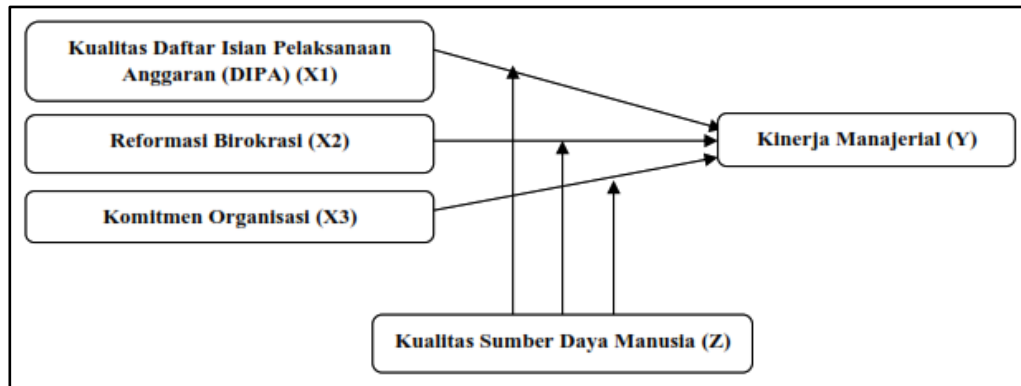 Kualitas Daftar Isian Pelaksanaan
Anggaran (DIPA) (X1)
Reformasi Birokrasi (X2)
Kinerja Manajerial (Y)
Komitmen Organisasi (X3)
Kualitas Sumber Daya Manusia (Z)